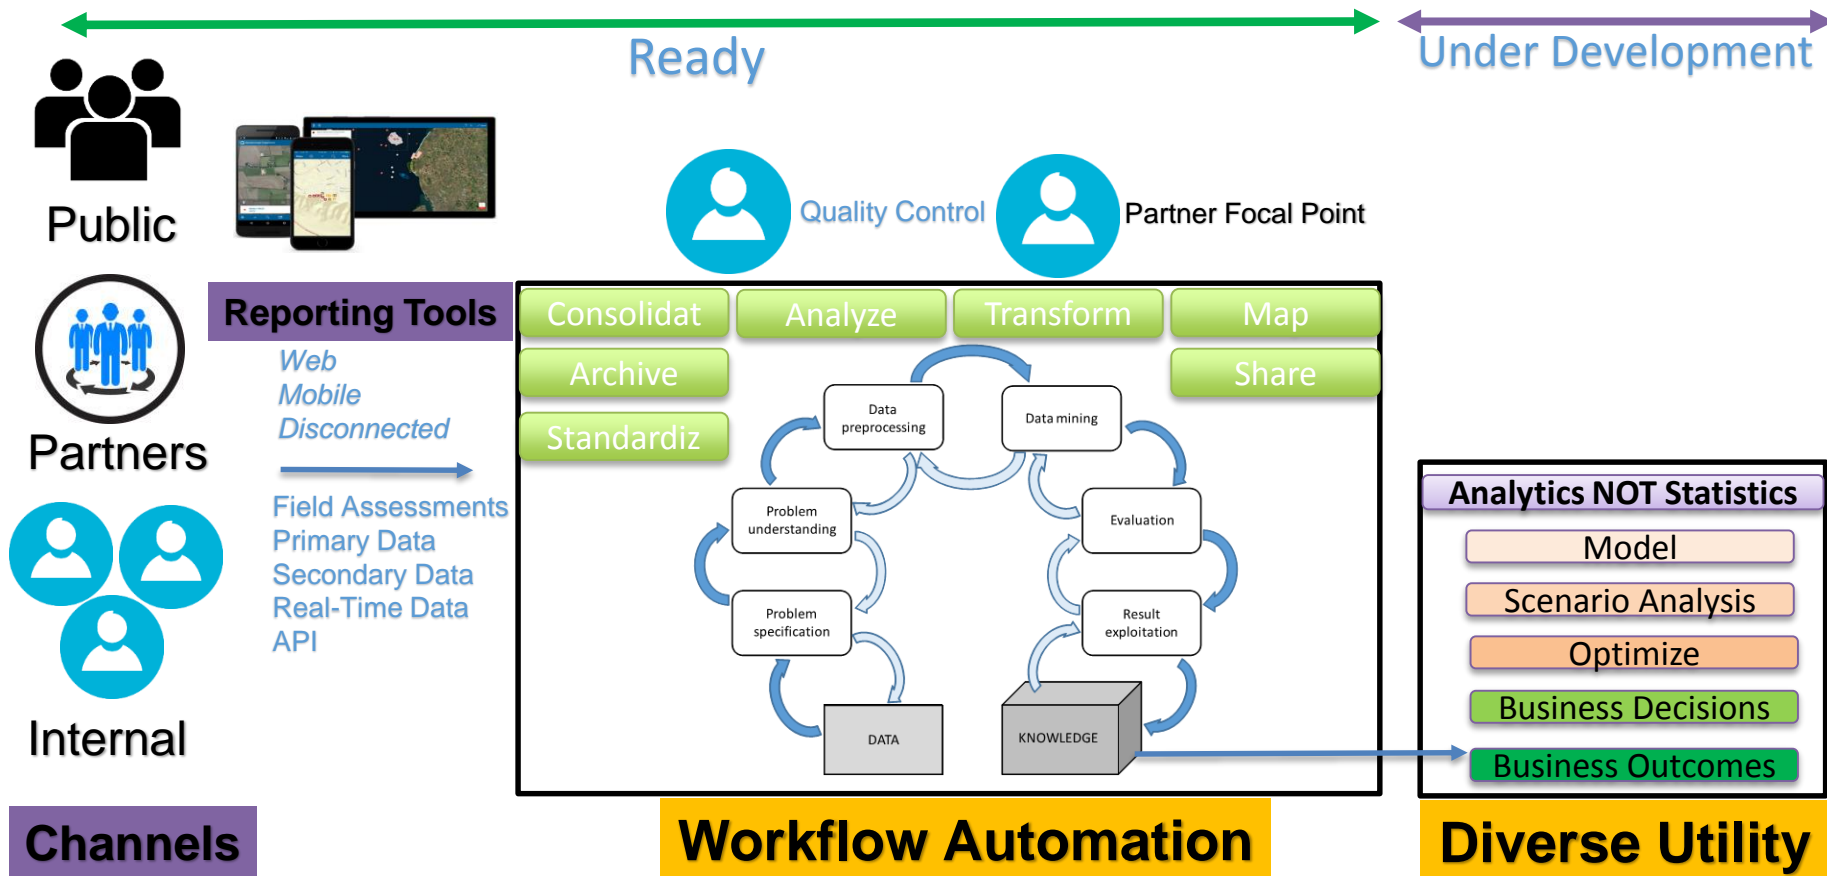 Ready
Under Development
Public
Quality Control
Partner Focal Point
Reporting Tools
Web
Mobile
Disconnected
Partners
Field Assessments
Primary Data
Secondary Data
Real-Time Data
API
Internal
Channels
Consolidat
Analyze
Transform
Map
Archive
Share
Standardiz
Data
preprocessing
Data mining
Problem
understanding
Evaluation
Problem
specification
Result
exploitation
DATA
KNOWLEDGE
Workflow Automation
Analytics NOT Statistics
Model
Scenario Analysis
Optimize
Business Decisions
Business Outcomes
Diverse Utility